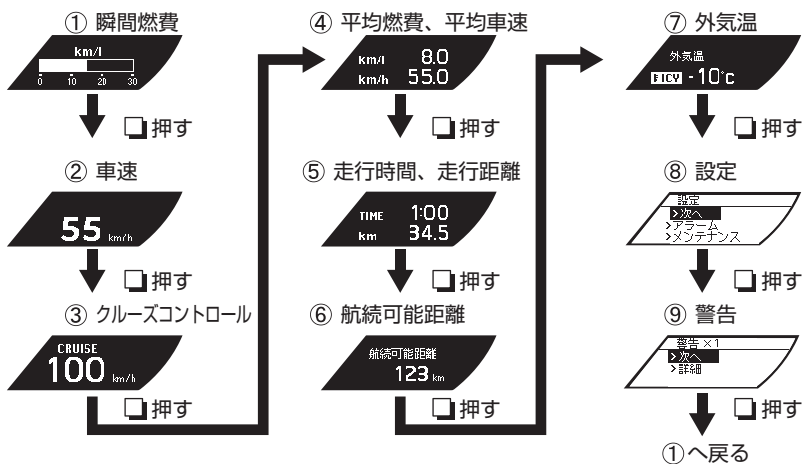 ① 瞬間燃費
km/l
0 10 20 30
押す
② 車速
55 km/h
押す
③ クルーズコントロール
CRUISE
100 km/h
押す
④ 平均燃費、平均車速
km/l 8.0
km/h 55.0
押す
⑤ 走行時間、走行距離
TIME 1:00
km 34.5
押す
⑥ 航続可能距離
航続可能距離
123 km
押す
⑦ 外気温
外気温
ICY -10°c
押す
⑧ 設定
設定
>次へ
>アラーム
>メンテナンス
押す
⑨ 警告
警告×1
>次へ
>詳細
押す
①へ戻る